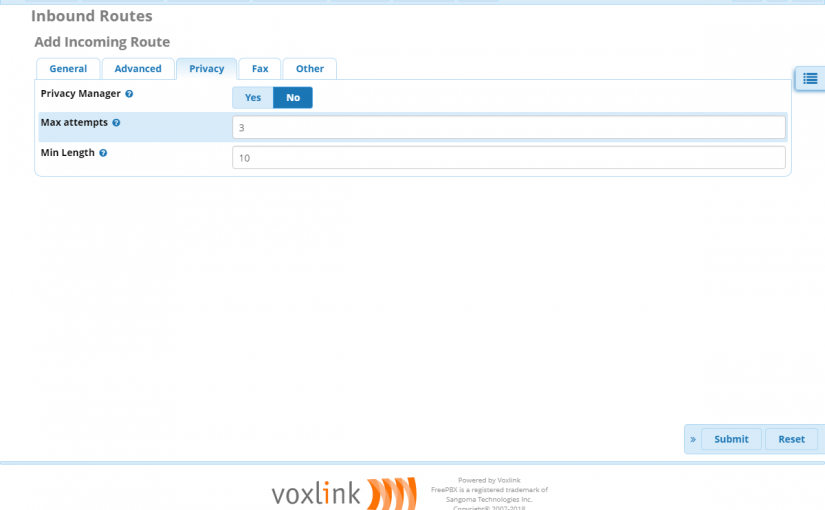 Inbound Routes
Add Incoming Route
General Advanced Privacy Fax Other
Privacy Manager Yes No
Max attempts 3
Min Length 10
» Submit Reset
voxlink
Powered by Voxlink
FreePBX is a registered trademark of
Sangoma Technologies Inc.
Copyright© 2007-2018